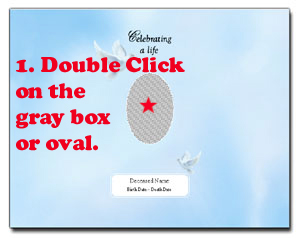 Celebrating
a life
1. Double Click
on the
gray box
or oval.
Deceased Name
Birth Date - Death Date